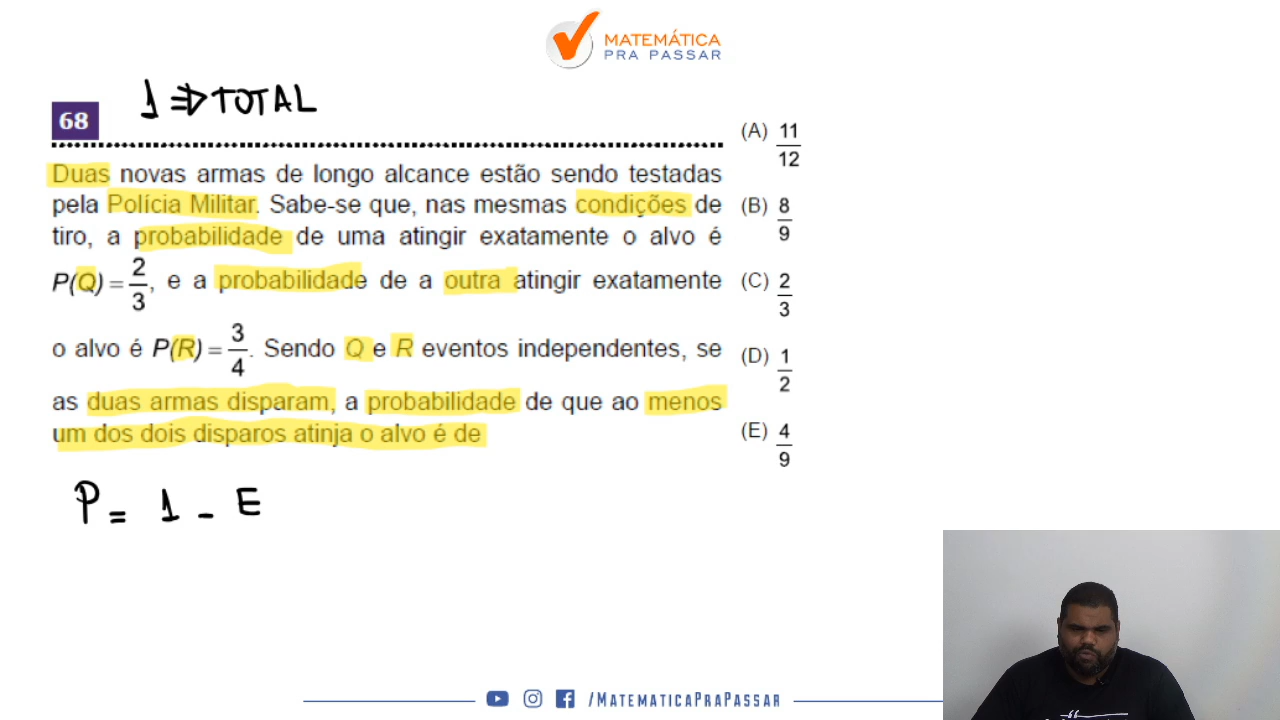 MATEMÁTICA
PRA PASSAR
1 ⇒ TOTAL
68
Duas novas armas de longo alcance estão sendo testadas
pela Polícia Militar. Sabe-se que, nas mesmas condições de
tiro, a probabilidade de uma atingir exatamente o alvo é
P(Q) = 2/3, e a probabilidade de a outra atingir exatamente
o alvo é P(R) = 3/4. Sendo Q e R eventos independentes, se
as duas armas disparam, a probabilidade de que ao menos
um dos dois disparos atinja o alvo é de
(A) 11/12
(B) 8/9
(C) 2/3
(D) 1/2
(E) 4/9
P = 1 - E
/MATEMATICAPRAPASSAR